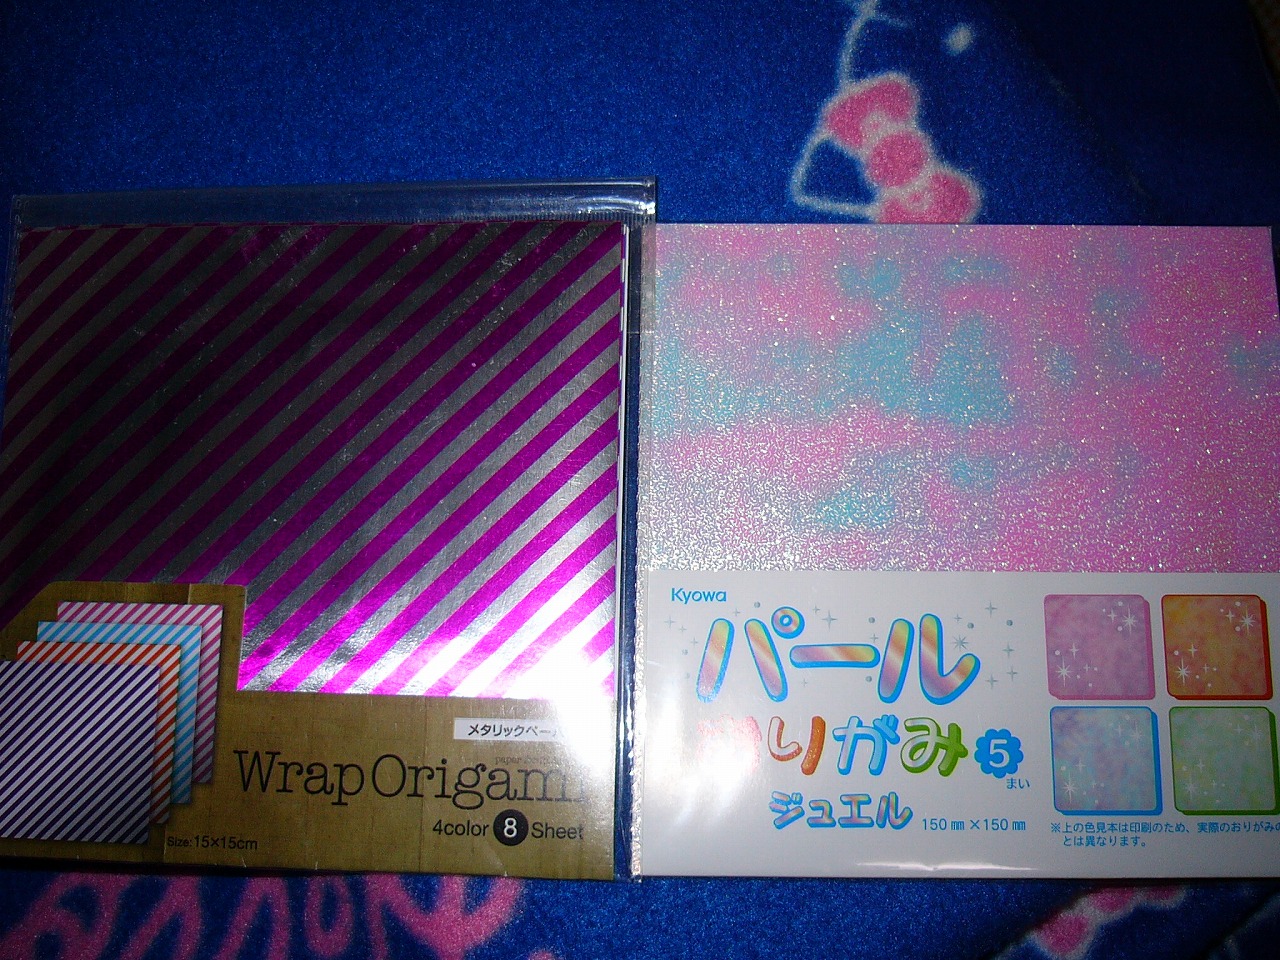 メタリックペー
Wrap Origami
4color 8 Sheet
Size:15×15cm
Kyowa
パール
おりがみ 5
まい
ジュエル
150㎜×150㎜
※上の色見本は印刷のため、実際のおりがみの
とは異なります。